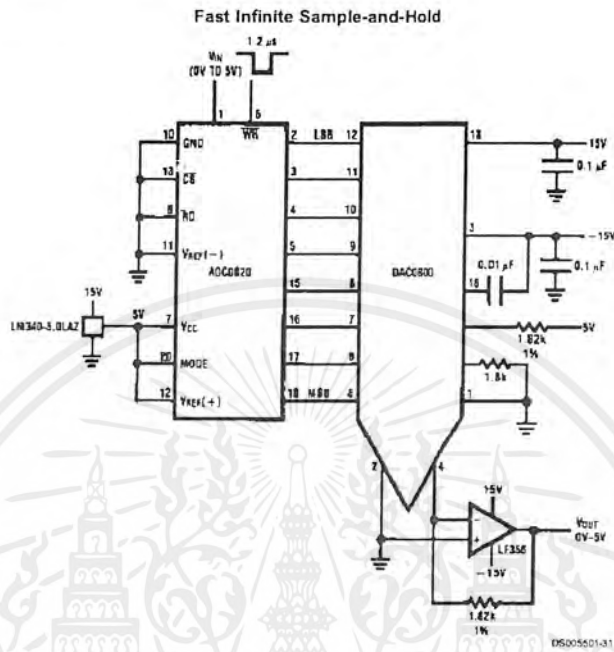 Fast Infinite Sample-and-Hold
1.2 µs
VIN
(0V TO 5V)
1
6
10
GND
WR
2
LSB
12
18
15V
0.1 µF
13
CS
3
11
8
RD
4
10
11
VREF(-)
5
9
3
-15V
ADC0820
DAC0800
0.01 µF
0.1 µF
15
8
16
15V
LM340-5.0LAZ
5V
7
VCC
16
7
5V
1.82k
1%
20
MODE
17
6
1.8k
12
VREF(+)
18
MSB
5
1
2
4
15V
-
+
LF356
-15V
VOUT
0V-5V
1.82k
1%
DS005501-31